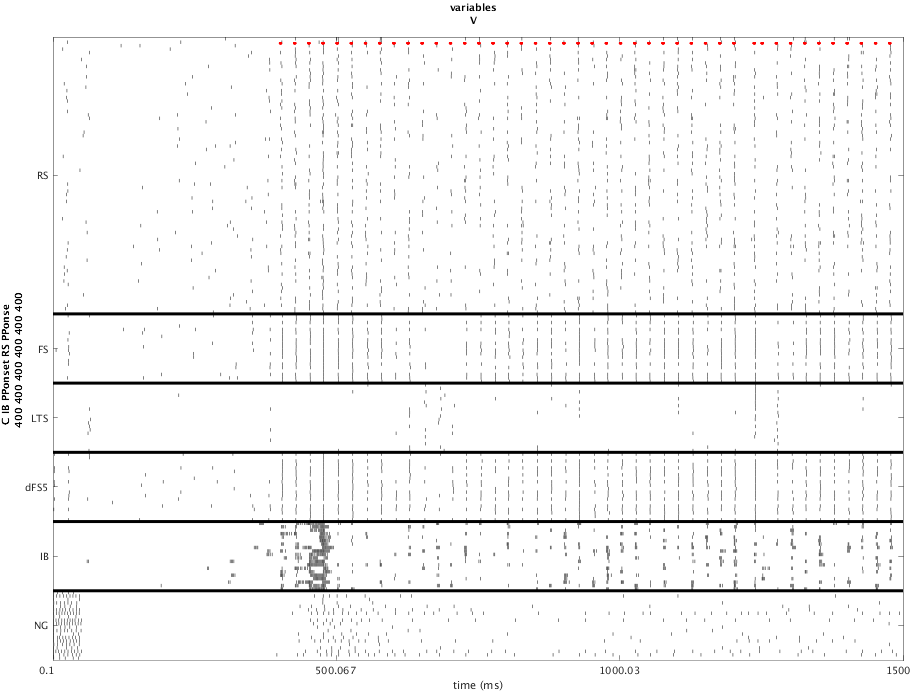 variables
V
C IB PPonset RS PPonse
400 400 400 400 400 400
RS
FS
LTS
dFS5
IB
NG
0.1
500.067
1000.03
1500
time (ms)